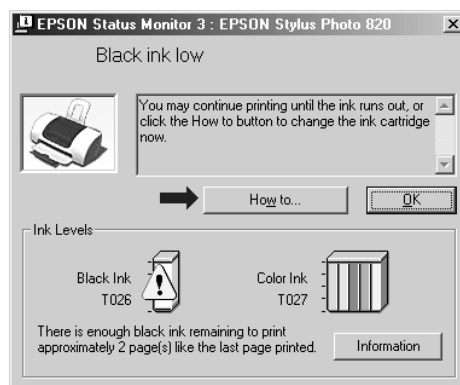 EPSON Status Monitor 3 : EPSON Stylus Photo 820
Black ink low
You may continue printing until the ink runs out, or
click the How to button to change the ink cartridge
now.
How to...
OK
Ink Levels
Black Ink
T026
Color Ink
T027
There is enough black ink remaining to print
approximately 2 page(s) like the last page printed.
Information